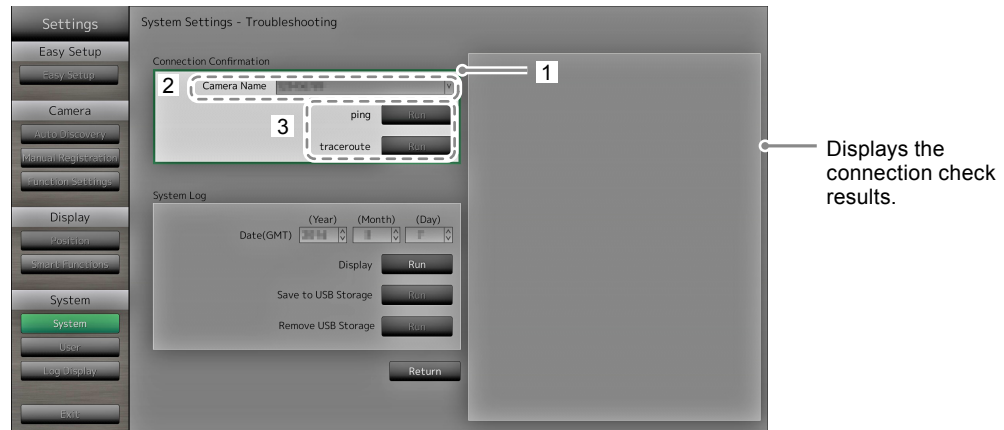 Settings
System Settings - Troubleshooting
Easy Setup
Easy Setup
Camera
Auto Discovery
Manual Registration
Function Settings
Display
Position
Smart Functions
System
System
User
Log Display
Exit
Connection Confirmation
1
2
Camera Name
3
ping
Run
traceroute
Run
System Log
(Year) (Month) (Day)
Date(GMT)
Display
Run
Save to USB Storage
Run
Remove USB Storage
Run
Return
Displays the
connection check
results.